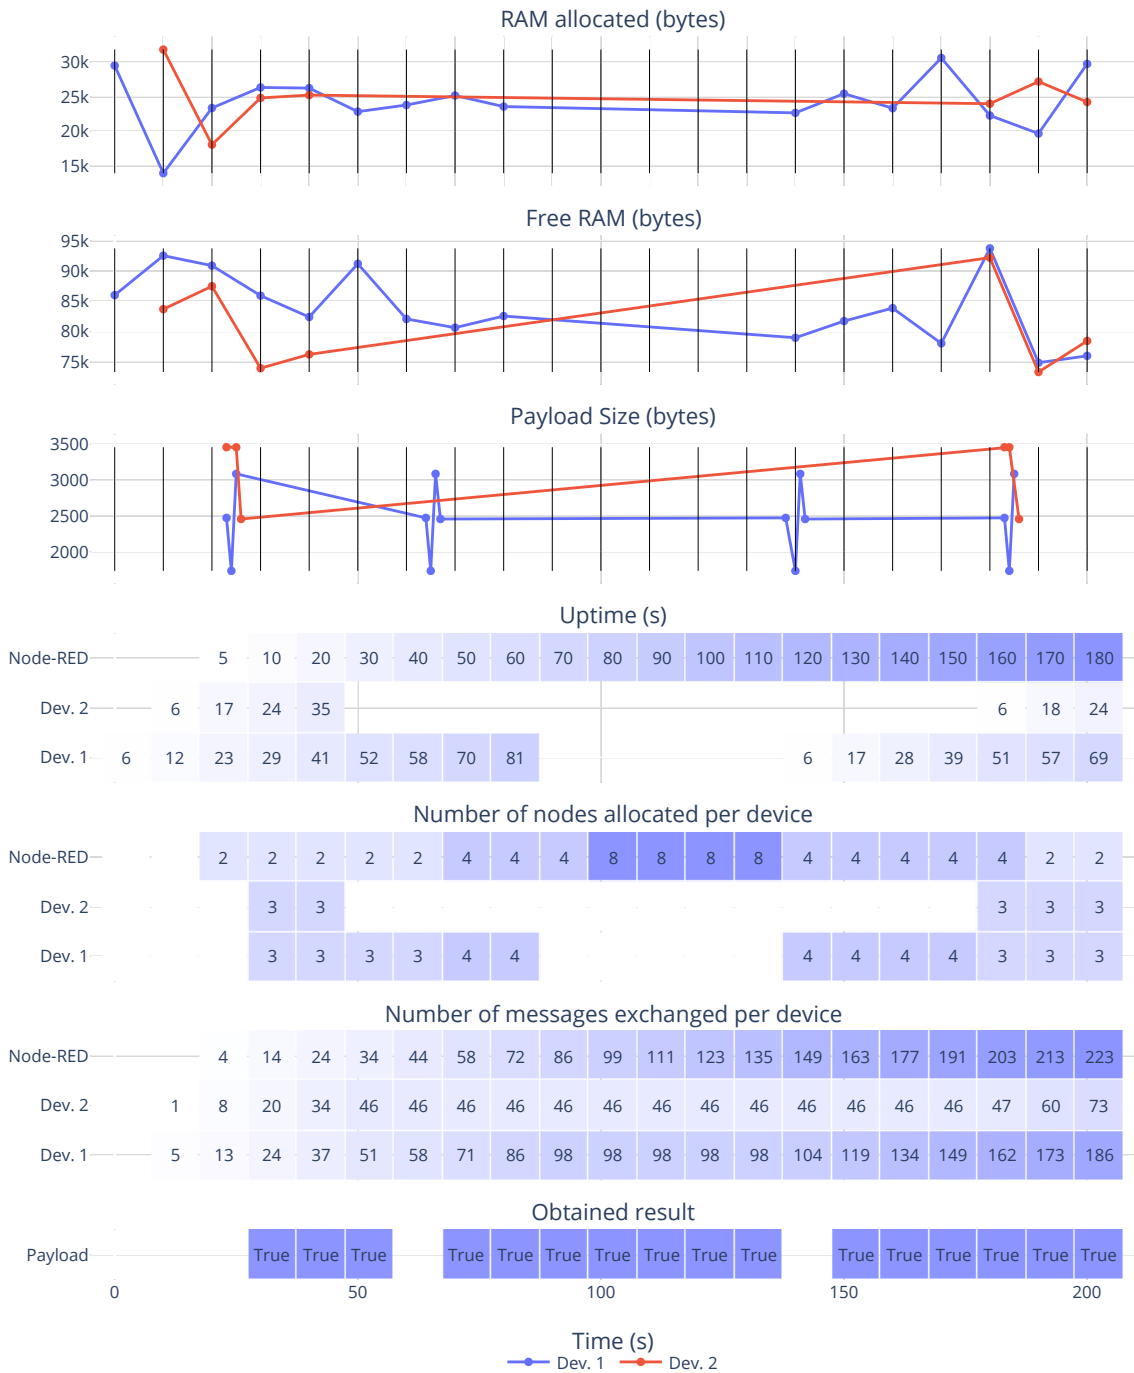 RAM allocated (bytes)
30k
25k
20k
15k
Free RAM (bytes)
95k
90k
85k
80k
75k
Payload Size (bytes)
3500
3000
2500
2000
Uptime (s)
Node-RED 5 10 20 30 40 50 60 70 80 90 100 110 120 130 140 150 160 170 180
Dev. 2 6 17 24 35 6 18 24
Dev. 1 6 12 23 29 41 52 58 70 81 6 17 28 39 51 57 69
Number of nodes allocated per device
Node-RED 2 2 2 2 2 4 4 4 8 8 8 8 4 4 4 4 4 2 2
Dev. 2 3 3 3 3 3
Dev. 1 3 3 3 3 4 4 4 4 4 4 3 3 3
Number of messages exchanged per device
Node-RED 4 14 24 34 44 58 72 86 99 111 123 135 149 163 177 191 203 213 223
Dev. 2 1 8 20 34 46 46 46 46 46 46 46 46 46 46 46 46 46 47 60 73
Dev. 1 5 13 24 37 51 58 71 86 98 98 98 98 98 104 119 134 149 162 173 186
Obtained result
Payload True True True True True True True True True True True True True True True True
0 50 100 150 200
Time (s)
Dev. 1 Dev. 2